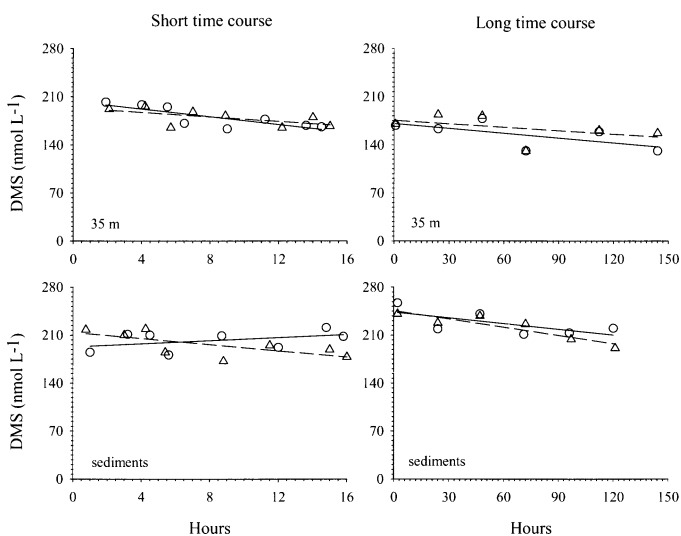 Short time course
Long time course
280
210
140
70
0
DMS (nmol L-1)
35 m
0 4 8 12 16
280
210
140
70
0
35 m
0 30 60 90 120 150
280
210
140
70
0
DMS (nmol L-1)
sediments
0 4 8 12 16
Hours
280
210
140
70
0
sediments
0 30 60 90 120 150
Hours